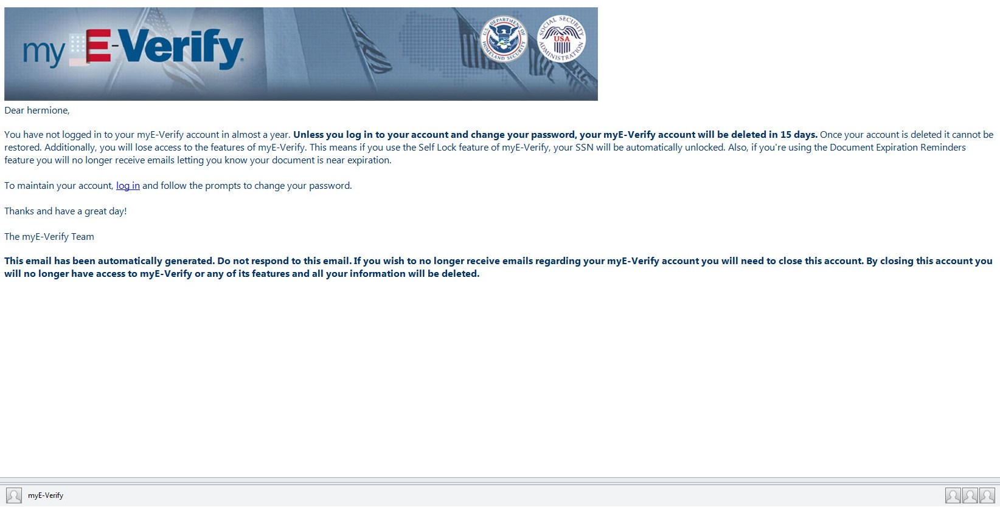 my E-Verify®
U.S. DEPARTMENT OF HOMELAND SECURITY
SOCIAL SECURITY ADMINISTRATION
USA
Dear hermione,
You have not logged in to your myE-Verify account in almost a year. Unless you log in to your account and change your password, your myE-Verify account will be deleted in 15 days. Once your account is deleted it cannot be
restored. Additionally, you will lose access to the features of myE-Verify. This means if you use the Self Lock feature of myE-Verify, your SSN will be automatically unlocked. Also, if you're using the Document Expiration Reminders
feature you will no longer receive emails letting you know your document is near expiration.
To maintain your account, log in and follow the prompts to change your password.
Thanks and have a great day!
The myE-Verify Team
This email has been automatically generated. Do not respond to this email. If you wish to no longer receive emails regarding your myE-Verify account you will need to close this account. By closing this account you
will no longer have access to myE-Verify or any of its features and all your information will be deleted.
myE-Verify